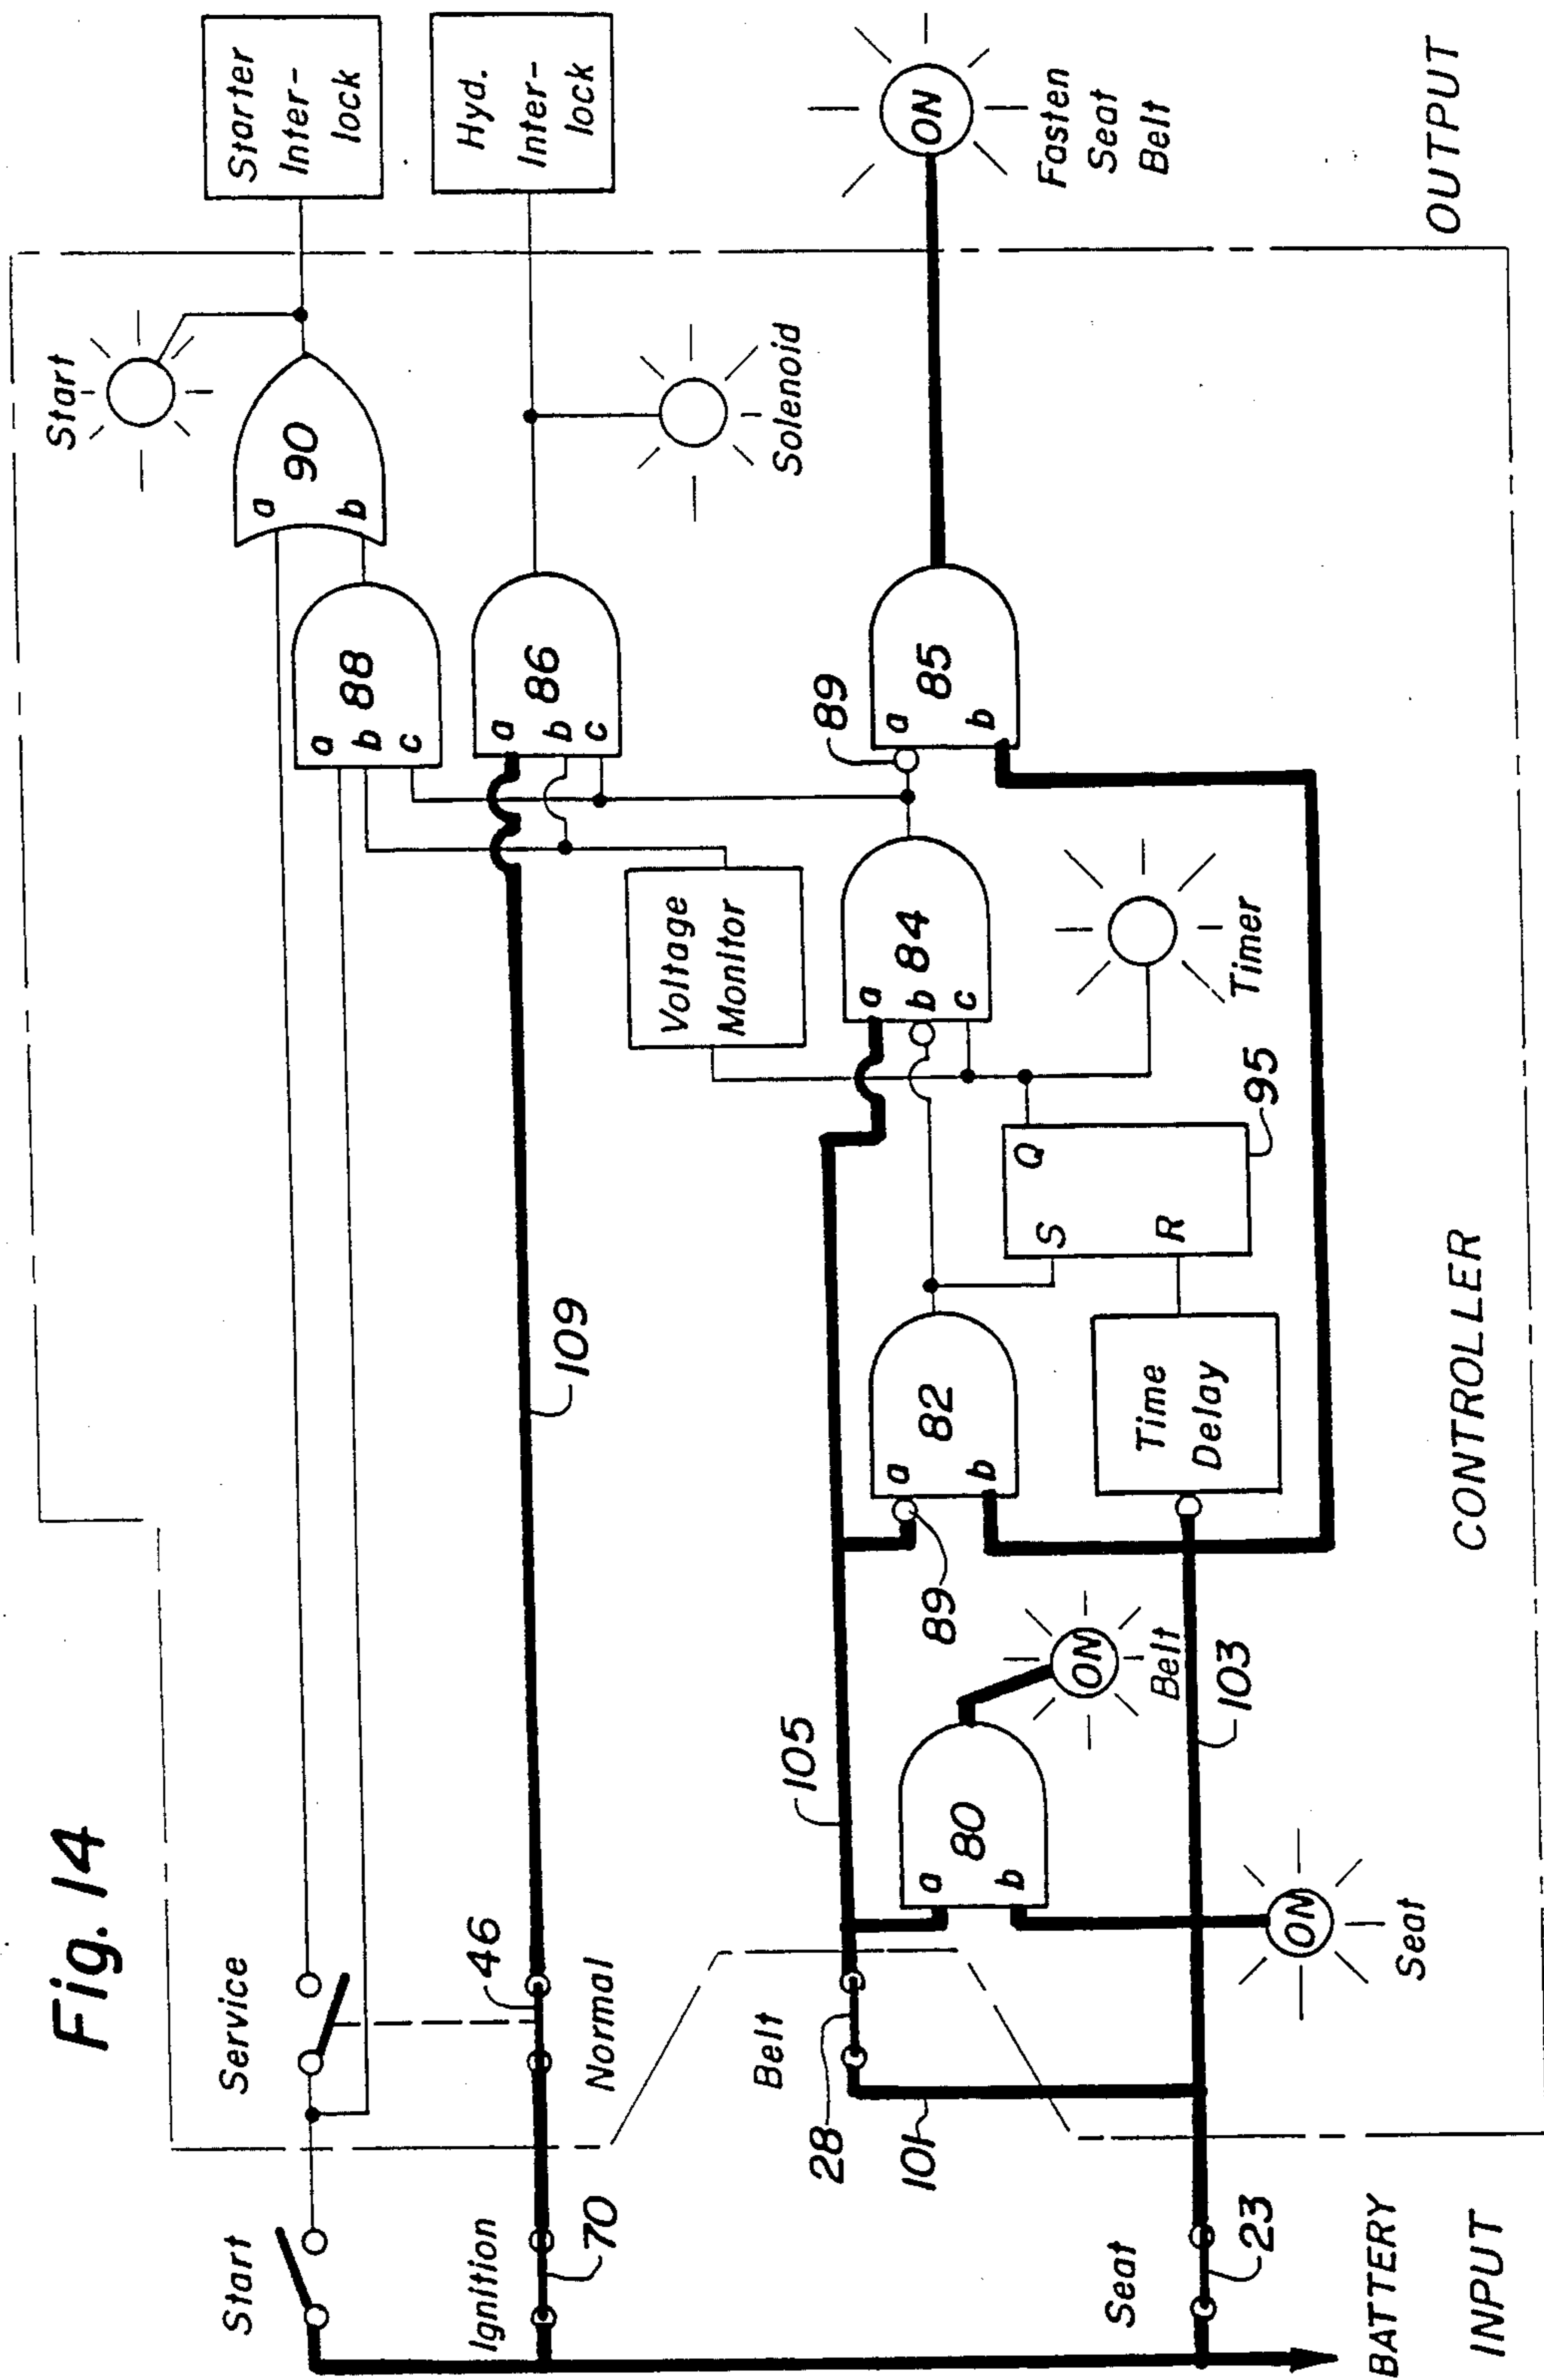 Fig. 14
Start
Service
Ignition
70
46
Normal
109
Start
a
b
90
a
b
c
88
a
b
c
86
Starter
Inter-
lock
Hyd.
Inter-
lock
Solenoid
Voltage
Monitor
Belt
28
101
105
a
b
80
ON
Belt
ON
Seat
89
a
b
82
Time
Delay
S
R
Q
95
a
b
c
84
Timer
89
a
b
85
ON
Fasten
Seat
Belt
Seat
23
103
BATTERY
INPUT
CONTROLLER
OUTPUT